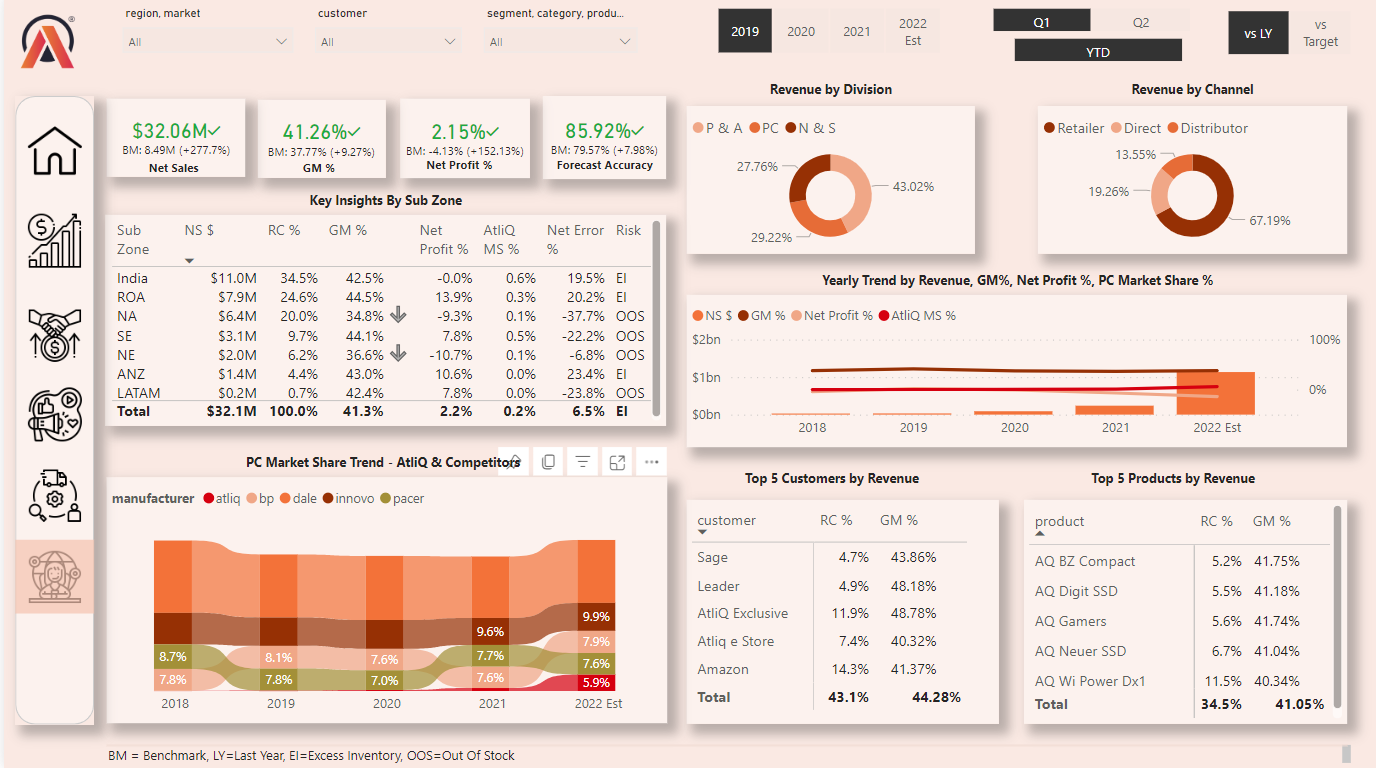 region, market
customer
segment, category, produ...
All
All
All
2019
2020
2021
2022
Est
Q1
Q2
YTD
vs LY
vs
Target
®
$32.06M
BM: 8.49M (+277.7%)
Net Sales
41.26%
BM: 37.77% (+9.27%)
GM %
2.15%
BM: -4.13% (+152.13%)
Net Profit %
85.92%
BM: 79.57% (+7.98%)
Forecast Accuracy
Key Insights By Sub Zone
Sub Zone NS $ RC % GM % Net Profit % AtliQ MS % Net Error % Risk
India $11.0M 34.5% 42.5% -0.0% 0.6% 19.5% EI
ROA $7.9M 24.6% 44.5% 13.9% 0.3% 20.2% EI
NA $6.4M 20.0% 34.8% -9.3% 0.1% -37.7% OOS
SE $3.1M 9.7% 44.1% 7.8% 0.5% -22.2% OOS
NE $2.0M 6.2% 36.6% -10.7% 0.1% -6.8% OOS
ANZ $1.4M 4.4% 43.0% 10.6% 0.0% 23.4% EI
LATAM $0.2M 0.7% 42.4% 7.8% 0.0% -23.8% OOS
Total $32.1M 100.0% 41.3% 2.2% 0.2% 6.5% EI
Revenue by Division
P & A PC N & S
27.76%
43.02%
29.22%
Revenue by Channel
Retailer Direct Distributor
13.55%
19.26%
67.19%
Yearly Trend by Revenue, GM%, Net Profit %, PC Market Share %
NS $ GM % Net Profit % AtliQ MS %
$2bn
100%
$1bn
0%
$0bn
2018 2019 2020 2021 2022 Est
PC Market Share Trend - AtliQ & Competitors
manufacturer atliq bp dale innovo pacer
8.7%
7.8%
8.1%
7.8%
7.6%
7.0%
9.6%
7.7%
7.6%
9.9%
7.9%
7.6%
5.9%
2018 2019 2020 2021 2022 Est
Top 5 Customers by Revenue
customer RC % GM %
Sage 4.7% 43.86%
Leader 4.9% 48.18%
AtliQ Exclusive 11.9% 48.78%
Atliq e Store 7.4% 40.32%
Amazon 14.3% 41.37%
Total 43.1% 44.28%
Top 5 Products by Revenue
product RC % GM %
AQ BZ Compact 5.2% 41.75%
AQ Digit SSD 5.5% 41.18%
AQ Gamers 5.6% 41.74%
AQ Neuer SSD 6.7% 41.04%
AQ Wi Power Dx1 11.5% 40.34%
Total 34.5% 41.05%
BM = Benchmark, LY=Last Year, EI=Excess Inventory, OOS=Out Of Stock